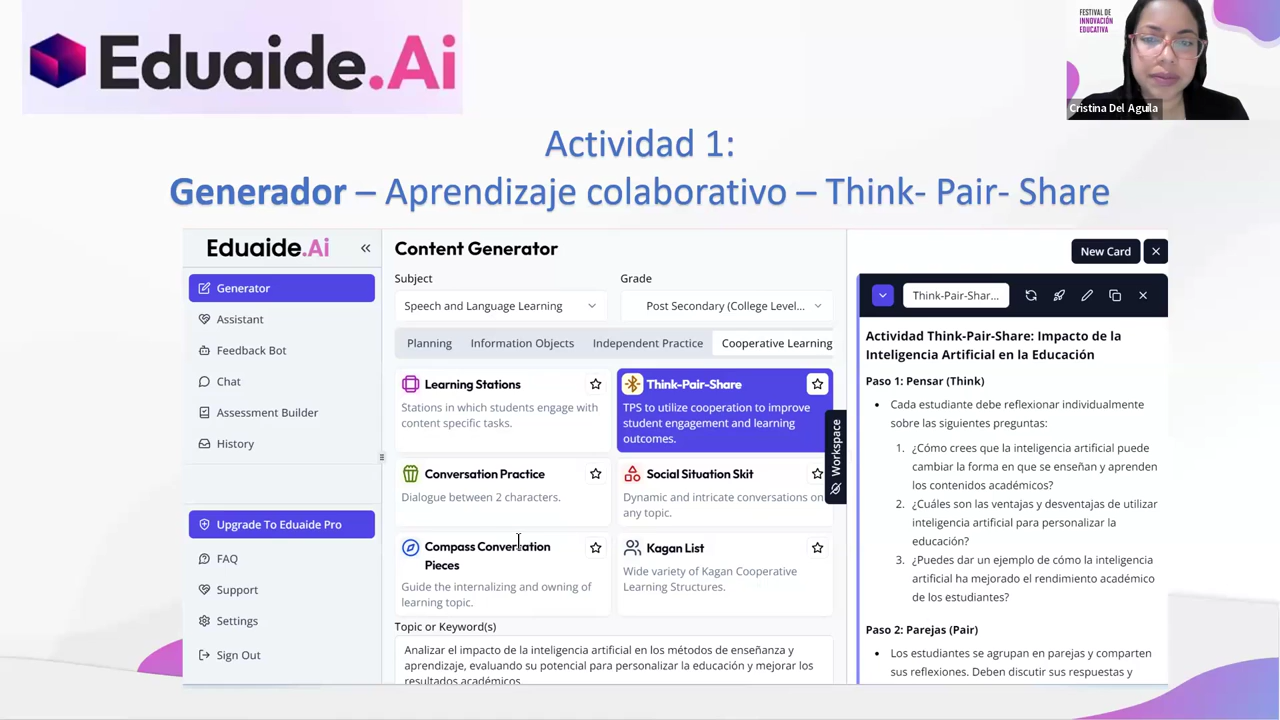 Eduaide.Ai
FESTIVAL DE
INNOVACIÓN
EDUCATIVA
Cristina Del Aguila
Actividad 1:
Generador – Aprendizaje colaborativo – Think- Pair- Share
Eduaide.Ai
Generator
Assistant
Feedback Bot
Chat
Assessment Builder
History
Upgrade To Eduaide Pro
FAQ
Support
Settings
Sign Out
Content Generator
Subject
Grade
Speech and Language Learning
Post Secondary (College Level...
Planning
Information Objects
Independent Practice
Cooperative Learning
Learning Stations
Stations in which students engage with
content specific tasks.
Think-Pair-Share
TPS to utilize cooperation to improve
student engagement and learning
outcomes.
Conversation Practice
Dialogue between 2 characters.
Social Situation Skit
Dynamic and intricate conversations on
any topic.
Compass Conversation
Pieces
Guide the internalizing and owning of
learning topic.
Kagan List
Wide variety of Kagan Cooperative
Learning Structures.
Topic or Keyword(s)
Analizar el impacto de la inteligencia artificial en los métodos de enseñanza y
aprendizaje, evaluando su potencial para personalizar la educación y mejorar los
resultados académicos.
Workspace
New Card
Think-Pair-Shar...
Actividad Think-Pair-Share: Impacto de la
Inteligencia Artificial en la Educación
Paso 1: Pensar (Think)
• Cada estudiante debe reflexionar individualmente
sobre las siguientes preguntas:
1. ¿Cómo crees que la inteligencia artificial puede
cambiar la forma en que se enseñan y aprenden
los contenidos académicos?
2. ¿Cuáles son las ventajas y desventajas de utilizar
inteligencia artificial para personalizar la
educación?
3. ¿Puedes dar un ejemplo de cómo la inteligencia
artificial ha mejorado el rendimiento académico
de los estudiantes?
Paso 2: Parejas (Pair)
• Los estudiantes se agrupan en parejas y comparten
sus reflexiones. Deben discutir sus respuestas y